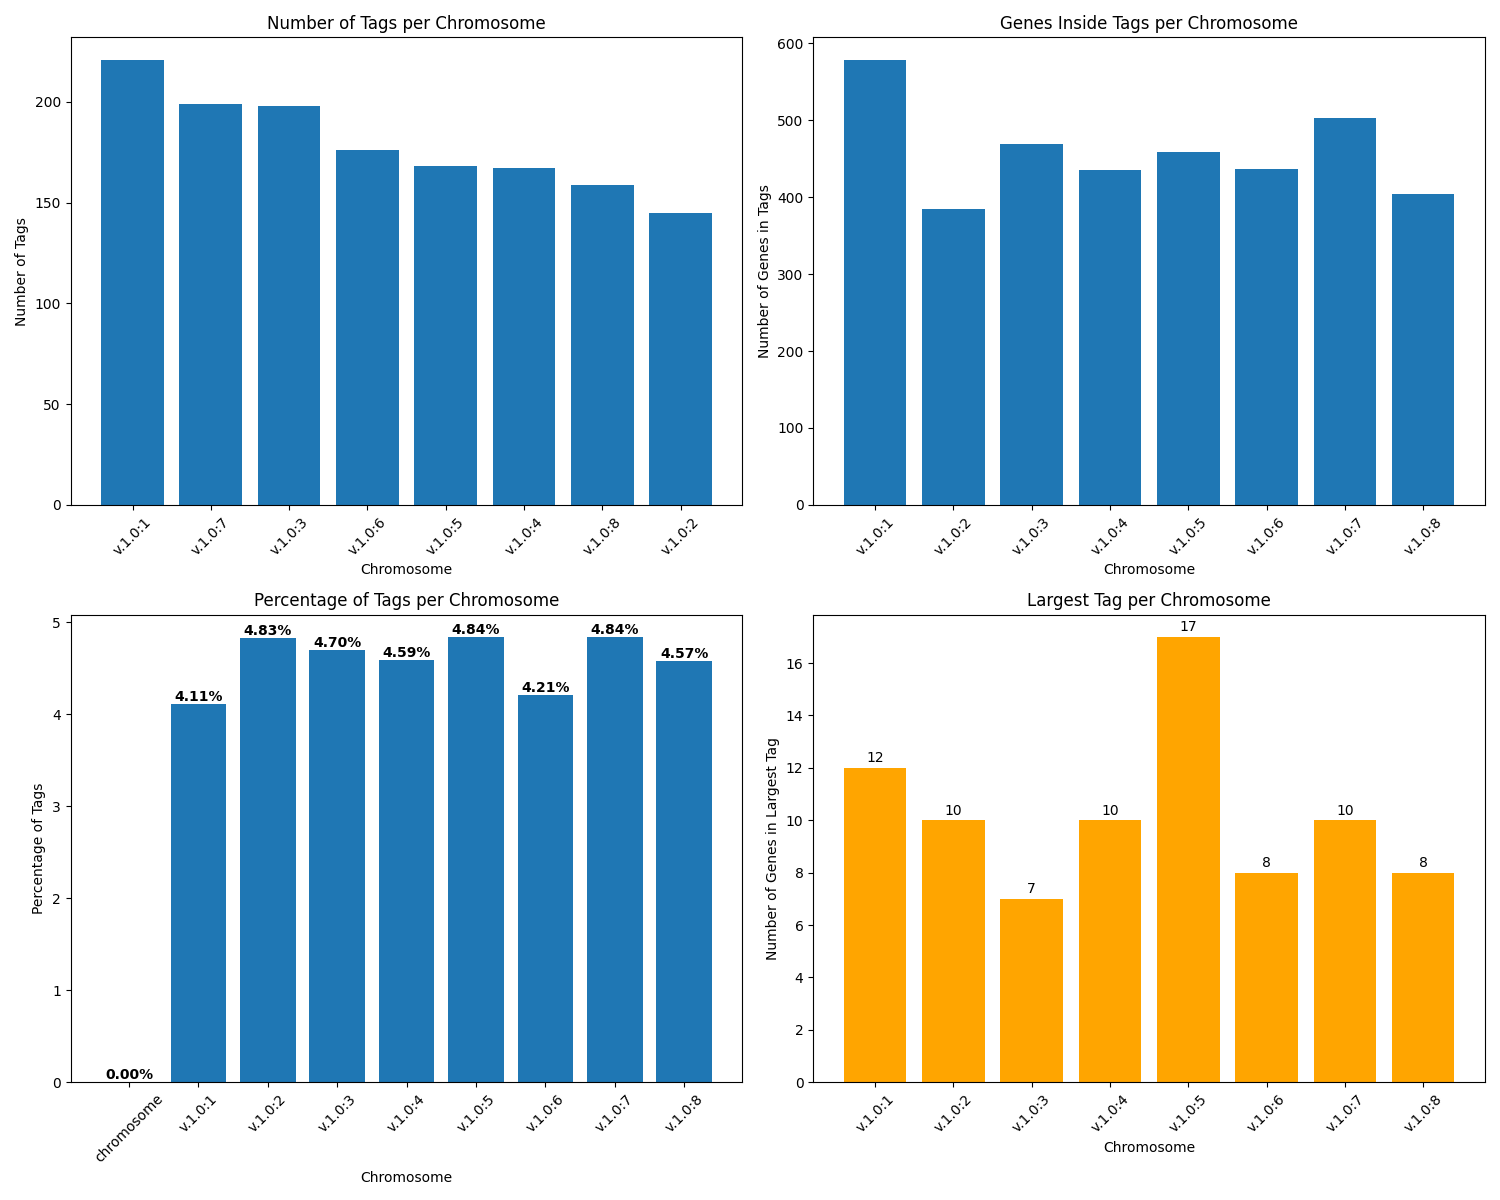 Number of Tags per Chromosome
Number of Tags
200
150
100
50
0
v.1.0:1
v.1.0:7
v.1.0:3
v.1.0:6
v.1.0:5
v.1.0:4
v.1.0:8
v.1.0:2
Chromosome
Genes Inside Tags per Chromosome
Number of Genes in Tags
600
500
400
300
200
100
0
v.1.0:1
v.1.0:2
v.1.0:3
v.1.0:4
v.1.0:5
v.1.0:6
v.1.0:7
v.1.0:8
Chromosome
Percentage of Tags per Chromosome
Percentage of Tags
5
4
3
2
1
0
0.00%
4.11%
4.83%
4.70%
4.59%
4.84%
4.21%
4.84%
4.57%
chromosome
v.1.0:1
v.1.0:2
v.1.0:3
v.1.0:4
v.1.0:5
v.1.0:6
v.1.0:7
v.1.0:8
Chromosome
Largest Tag per Chromosome
Number of Genes in Largest Tag
16
14
12
10
8
6
4
2
0
12
10
7
10
17
8
10
8
v.1.0:1
v.1.0:2
v.1.0:3
v.1.0:4
v.1.0:5
v.1.0:6
v.1.0:7
v.1.0:8
Chromosome